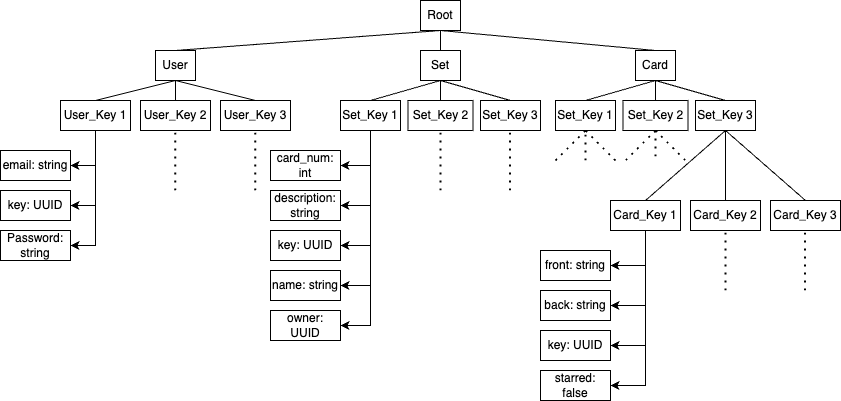 Root
User
Set
Card
User_Key 1
User_Key 2
User_Key 3
Set_Key 1
Set_Key 2
Set_Key 3
Set_Key 1
Set_Key 2
Set_Key 3
email: string
key: UUID
Password:
string
card_num:
int
description:
string
key: UUID
name: string
owner:
UUID
Card_Key 1
Card_Key 2
Card_Key 3
front: string
back: string
key: UUID
starred:
false